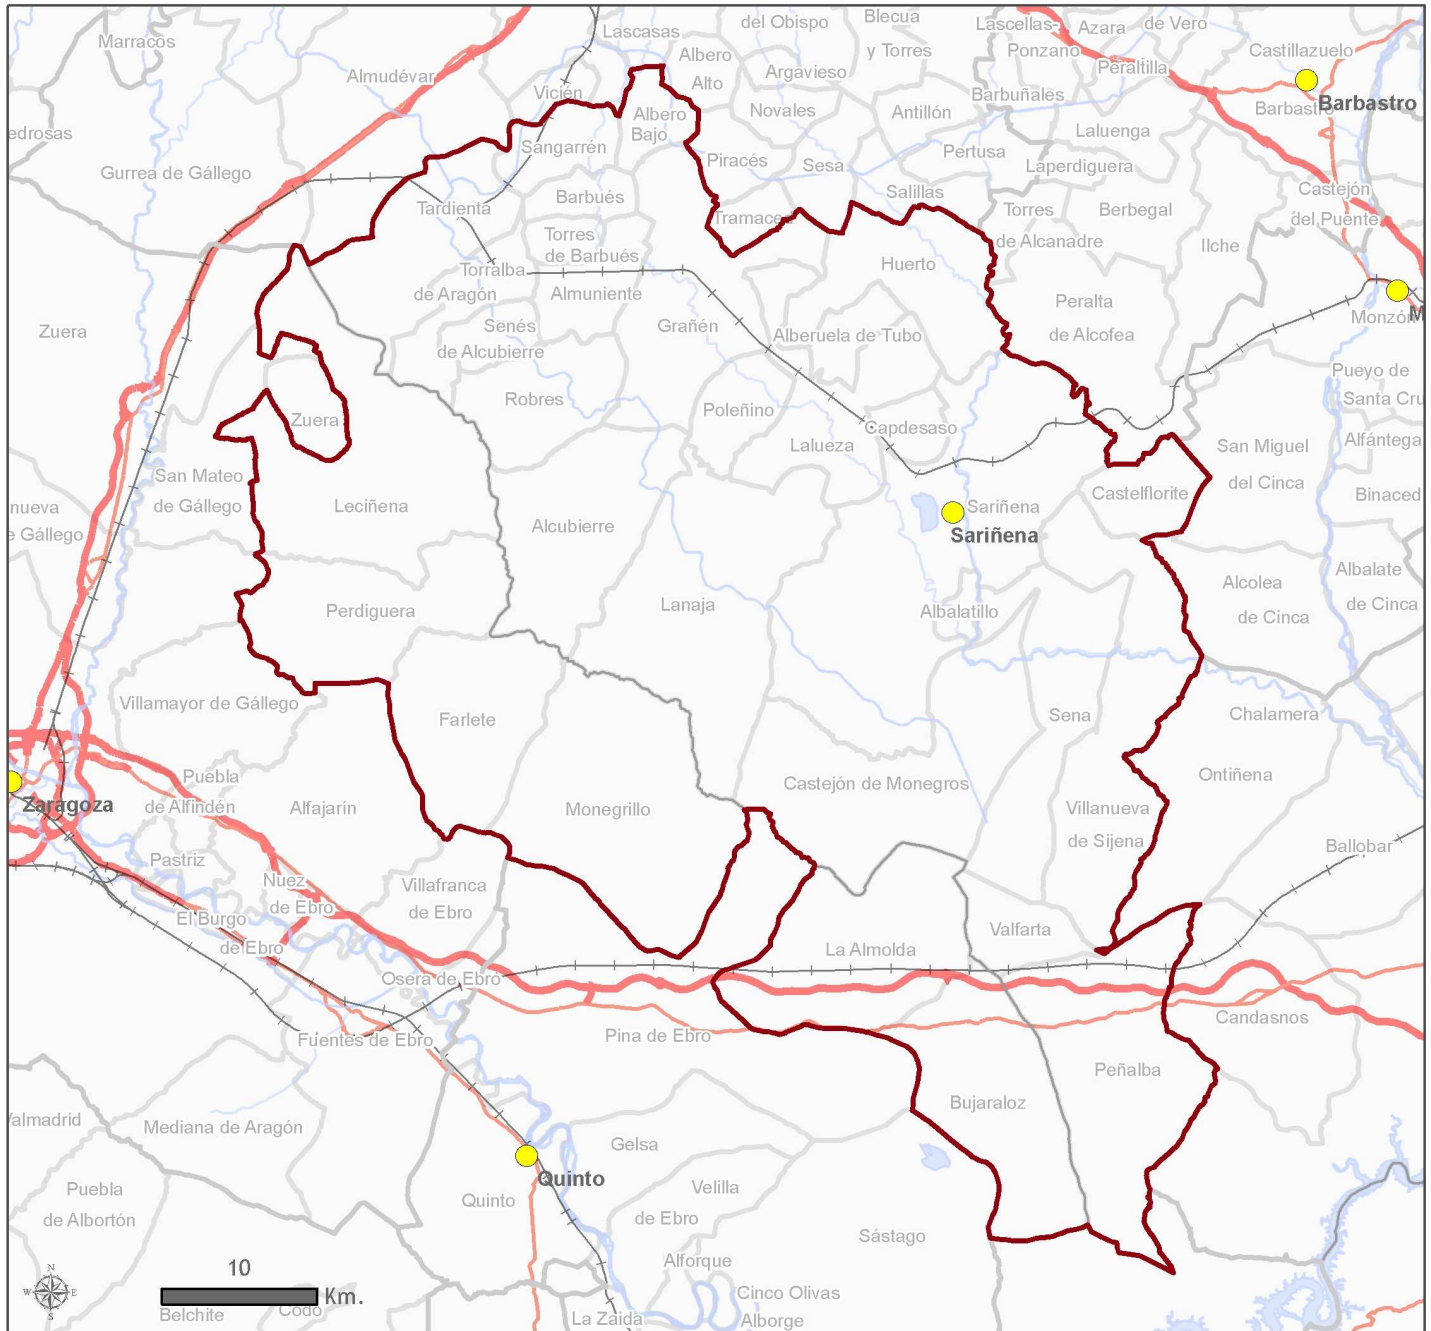 Marracos
Almudévar
Lascasas
del Obispo
Blecua
y Torres
Lascellas-
Ponzano
Azara
de Vero
Albero
Alto
Argavieso
Peraltilla
Castillazuelo
Barbastro
Barbastro
Vicién
Albero
Bajo
Novales
Antillón
Barbuñales
edrosas
Gurrea de Gállego
Sangarrén
Piracés
Sesa
Pertusa
Laluenga
Laperdiguera
Barbués
Salillas
Castejón
del Puente
Tardienta
Tramaced
Torres
de Alcanadre
Berbegal
Torres
de Barbués
Ilche
Torralba
de Aragón
Almuniente
Huerto
Peralta
de Alcofea
Monzón
M
Zuera
Senés
de Alcubierre
Grañén
Alberuela de Tubo
Pueyo de
Santa Cru
Robres
Poleñino
Zuera
Capdesaso
Lalueza
San Miguel
del Cinca
Alfántega
San Mateo
de Gállego
Leciñena
Castelflorite
Binaced
nueva
e Gállego
Alcubierre
Sariñena
Sariñena
Perdiguera
Lanaja
Albalatillo
Alcolea
de Cinca
Albalate
de Cinca
Villamayor de Gállego
Farlete
Sena
Chalamera
Puebla
de Alfindén
Castejón de Monegros
Ontiñena
Zaragoza
Alfajarín
Monegrillo
Villanueva
de Sijena
Pastriz
Ballobar
Nuez
de Ebro
Villafranca
de Ebro
El Burgo
de Ebro
La Almolda
Valfarta
Osera de Ebro
Fuentes de Ebro
Pina de Ebro
Candasnos
Peñalba
Bujaraloz
Valmadrid
Mediana de Aragón
Gelsa
Quinto
Quinto
Puebla
de Albortón
Velilla
de Ebro
Sástago
Alforque
Cinco Olivas
Alborge
La Zaida
N
W
E
S
10
Km.
Belchite
Codo